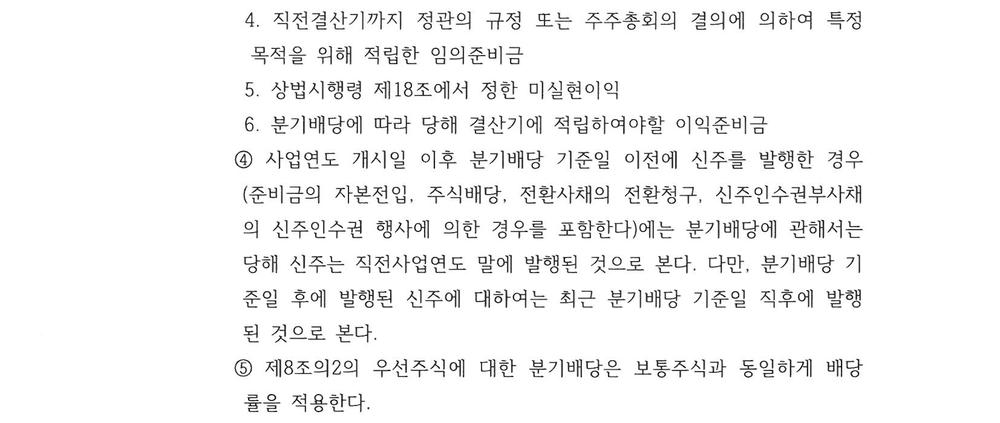 4. 직전결산기까지 정관의 규정 또는 주주총회의 결의에 의하여 특정
목적을 위해 적립한 임의준비금
5. 상법시행령 제18조에서 정한 미실현이익
6. 분기배당에 따라 당해 결산기에 적립하여야할 이익준비금
④ 사업연도 개시일 이후 분기배당 기준일 이전에 신주를 발행한 경우
(준비금의 자본전입, 주식배당, 전환사채의 전환청구, 신주인수권부사채
의 신주인수권 행사에 의한 경우를 포함한다)에는 분기배당에 관해서는
당해 신주는 직전사업연도 말에 발행된 것으로 본다. 다만, 분기배당 기
준일 후에 발행된 신주에 대하여는 최근 분기배당 기준일 직후에 발행
된 것으로 본다.
⑤ 제8조의2의 우선주식에 대한 분기배당은 보통주식과 동일하게 배당
률을 적용한다.